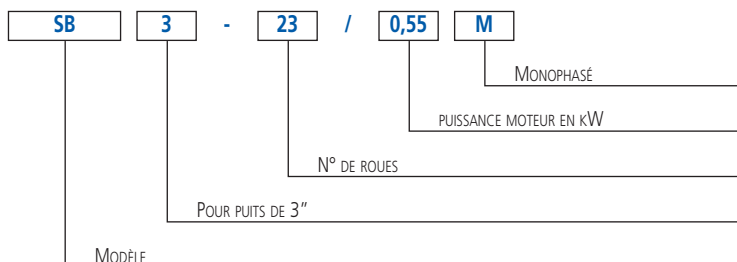 SB 3 - 23 / 0,55 M
Monophasé
puissance moteur en kW
N° de roues
Pour puits de 3"
Modèle